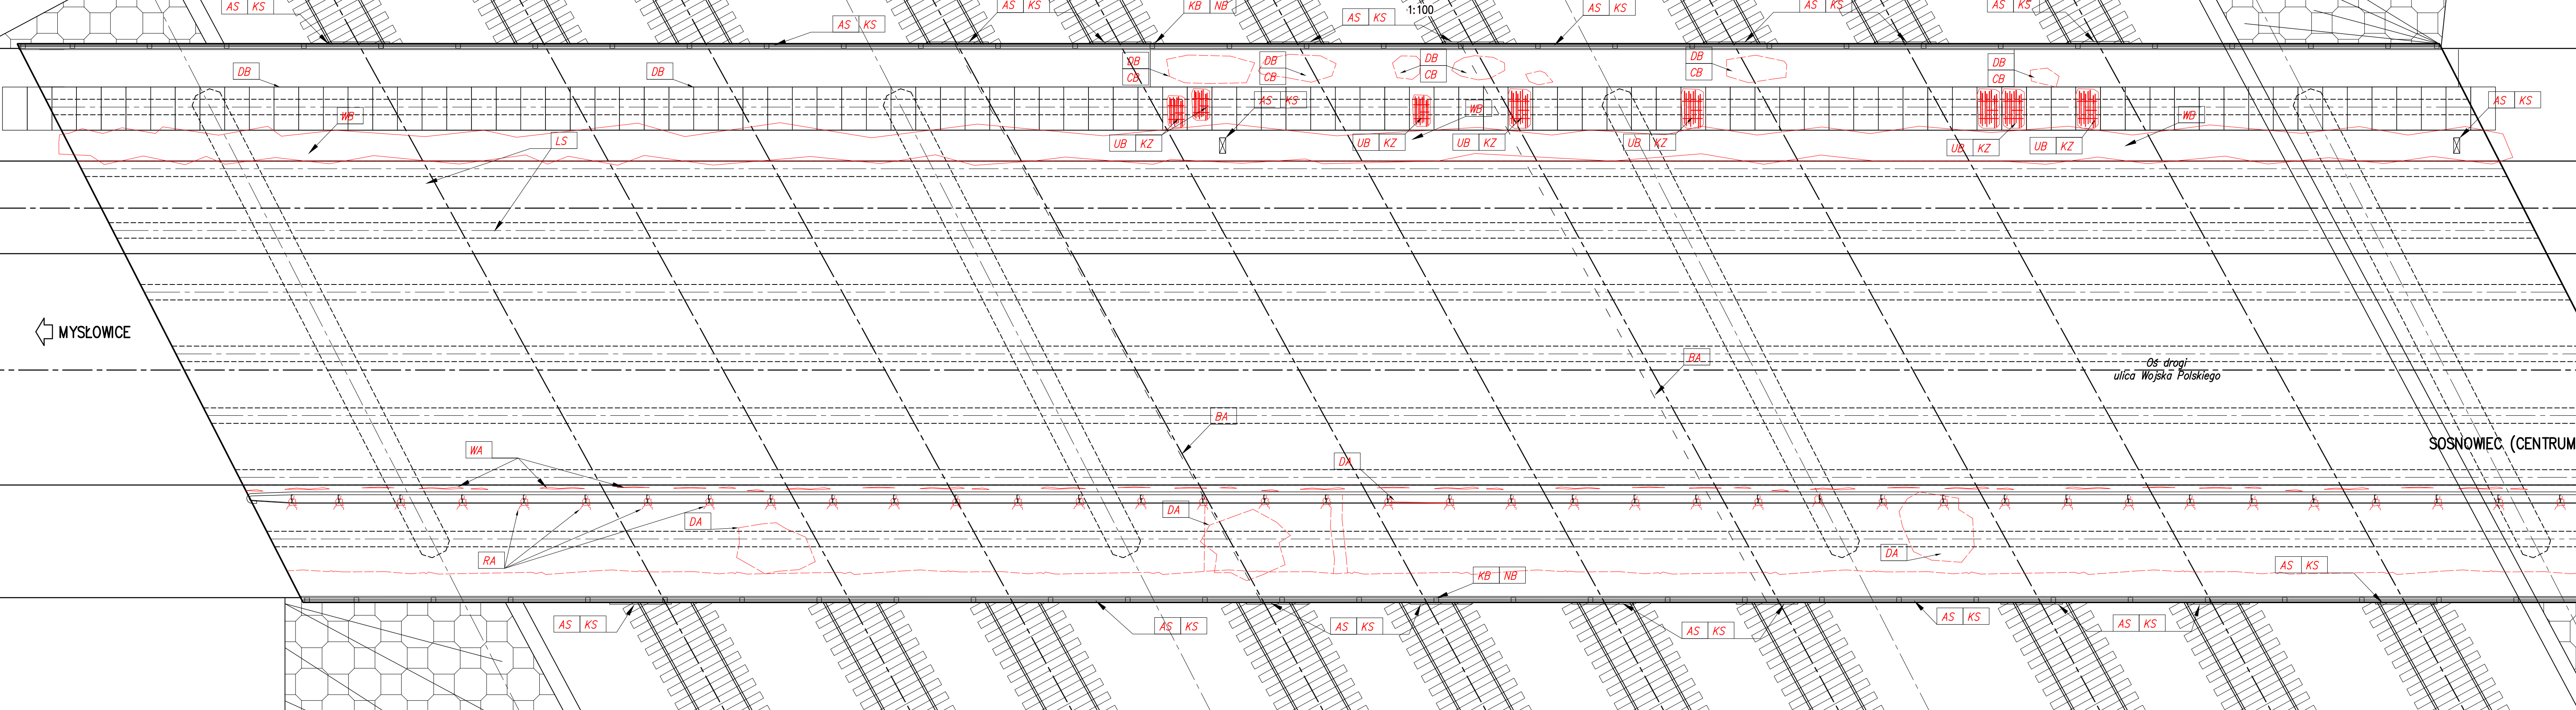 AS KS
AS KS
AS KS
KB NB
AS KS
1:100
AS KS
AS KS
AS KS
DB
DB
DB
CB
DB
CB
DB
CB
DB
CB
DB
CB
WB
AS KS
WB
WB
AS KS
LS
UB KZ
UB KZ
UB KZ
UB KZ
UB KZ
UB KZ
MYSŁOWICE
BA
Oś drogi
ulica Wojska Polskiego
BA
SOSNOWIEC (CENTRUM
WA
DA
DA
DA
RA
DA
KB NB
AS KS
AS KS
AS KS
AS KS
AS KS
AS KS
AS KS